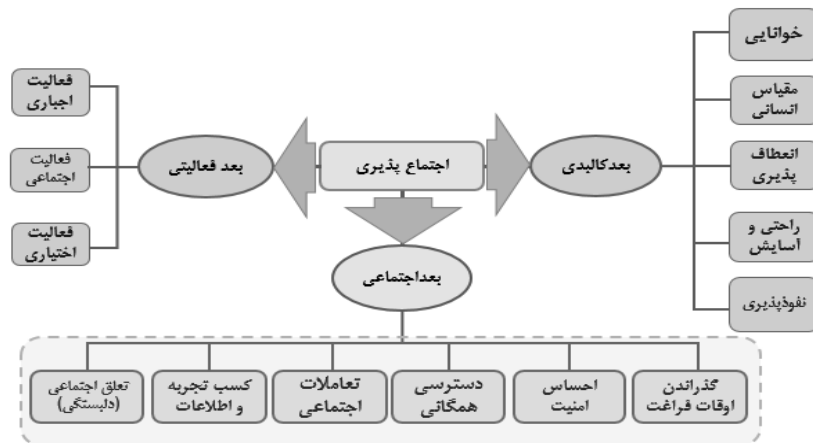 خوانایی
مقیاس
انسانی
انعطاف
پذیری
راحتی و
آسایش
نفوذپذیری
بعدکالبدی
اجتماع پذیری
بعد فعالیتی
فعالیت
اجباری
فعالیت
اجتماعی
فعالیت
اختیاری
بعداجتماعی
گذراندن
اوقات فراغت
احساس
امنیت
دسترسی
همگانی
تعاملات
اجتماعی
کسب تجربه
و اطلاعات
تعلق اجتماعی
(دلبستگی)